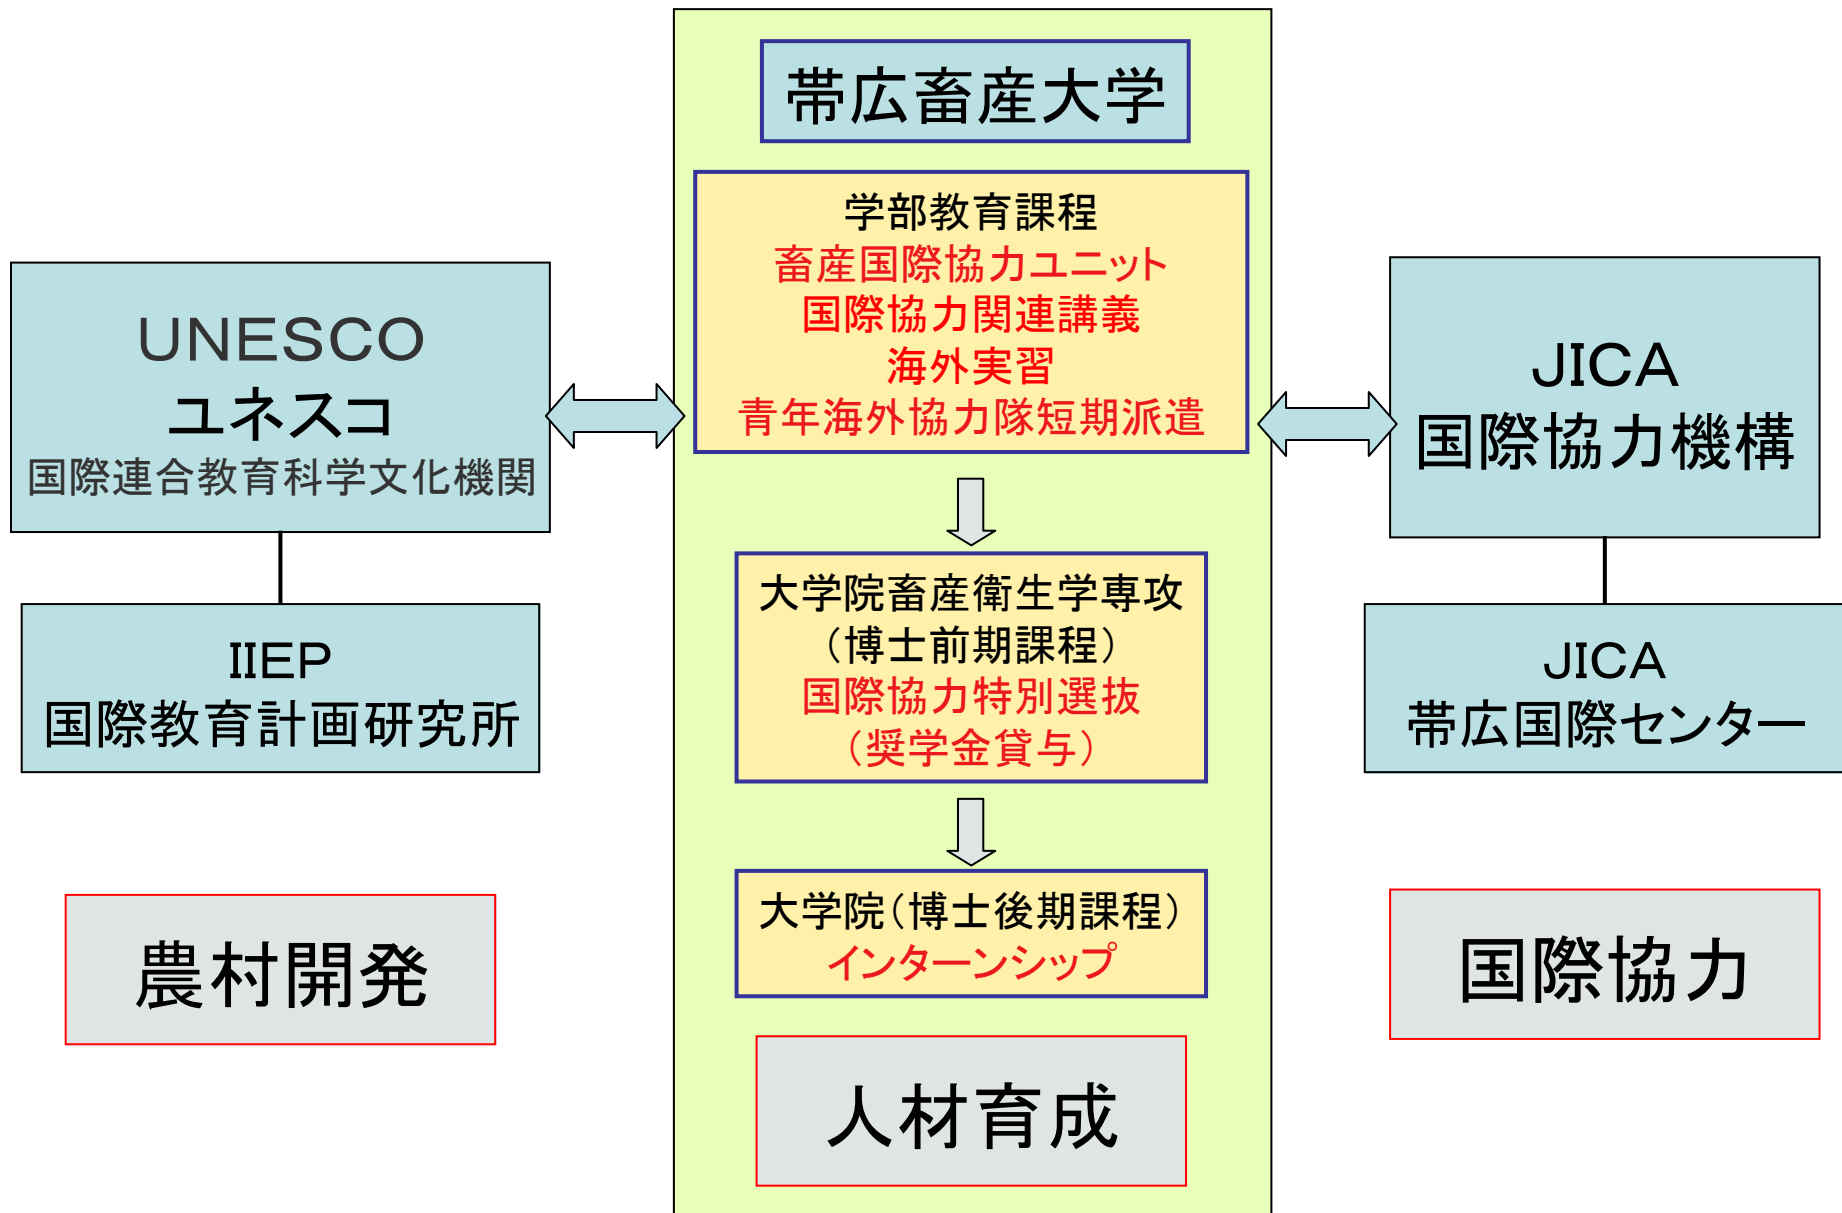 帯広畜産大学
学部教育課程
畜産国際協力ユニット
国際協力関連講義
海外実習
青年海外協力隊短期派遣
大学院畜産衛生学専攻
（博士前期課程）
国際協力特別選抜
（奨学金貸与）
大学院（博士後期課程）
インターンシップ
人材育成
UNESCO
ユネスコ
国際連合教育科学文化機関
IIEP
国際教育計画研究所
農村開発
JICA
国際協力機構
JICA
帯広国際センター
国際協力